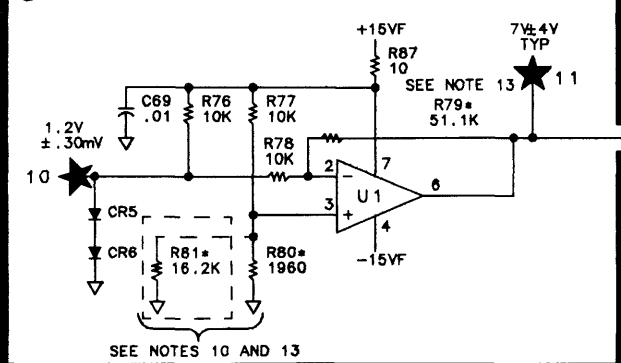 +15VF
7V±4V
TYP
R87
10
SEE NOTE 13
11
C69
.01
R76
10K
R77
10K
R79*
51.1K
1.2V
±.30mV
R78
10K
10
2
−
7
U1
6
3
+
4
CR5
CR6
R81*
16.2K
R80*
1960
-15VF
SEE NOTES 10 AND 13